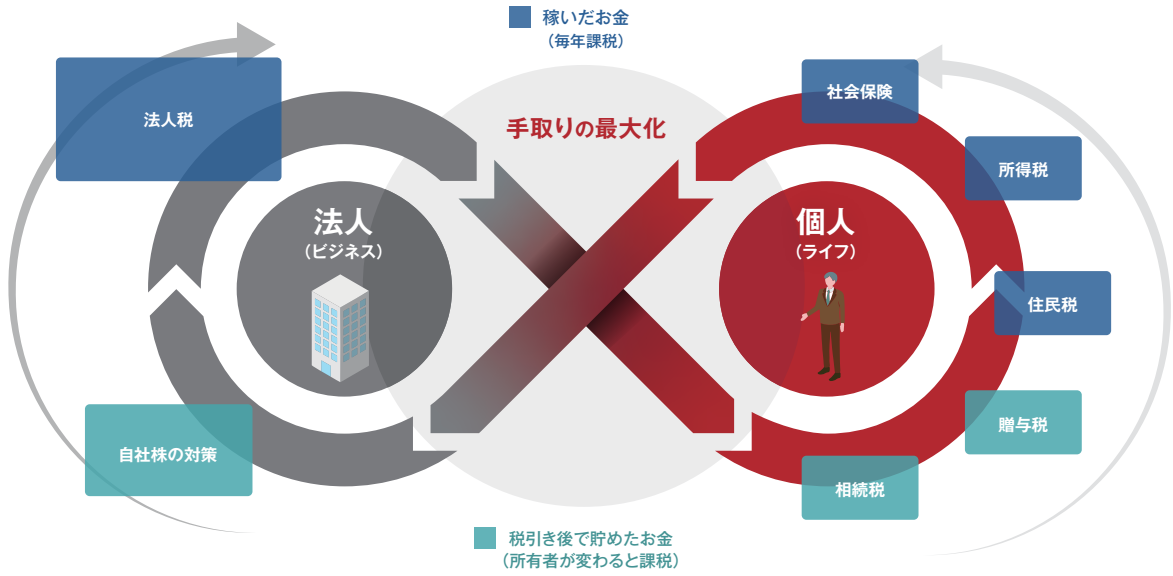 稼いだお金
(毎年課税)
手取りの最大化
法人税
法人
(ビジネス)
自社株の対策
個人
(ライフ)
社会保険
所得税
住民税
贈与税
相続税
税引き後で貯めたお金
(所有者が変わると課税)